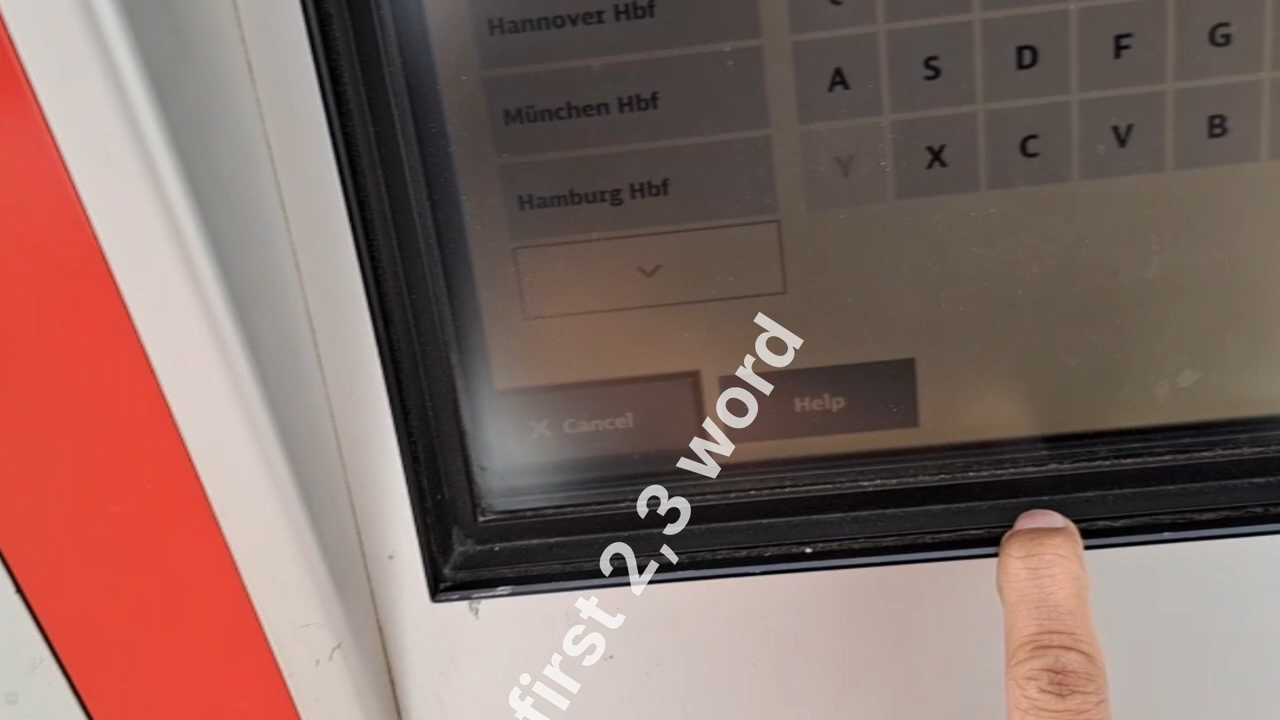 Hannover Hbf
München Hbf
Hamburg Hbf
A S D F G
Y X C V B
X Cancel
Help
first 2,3 word